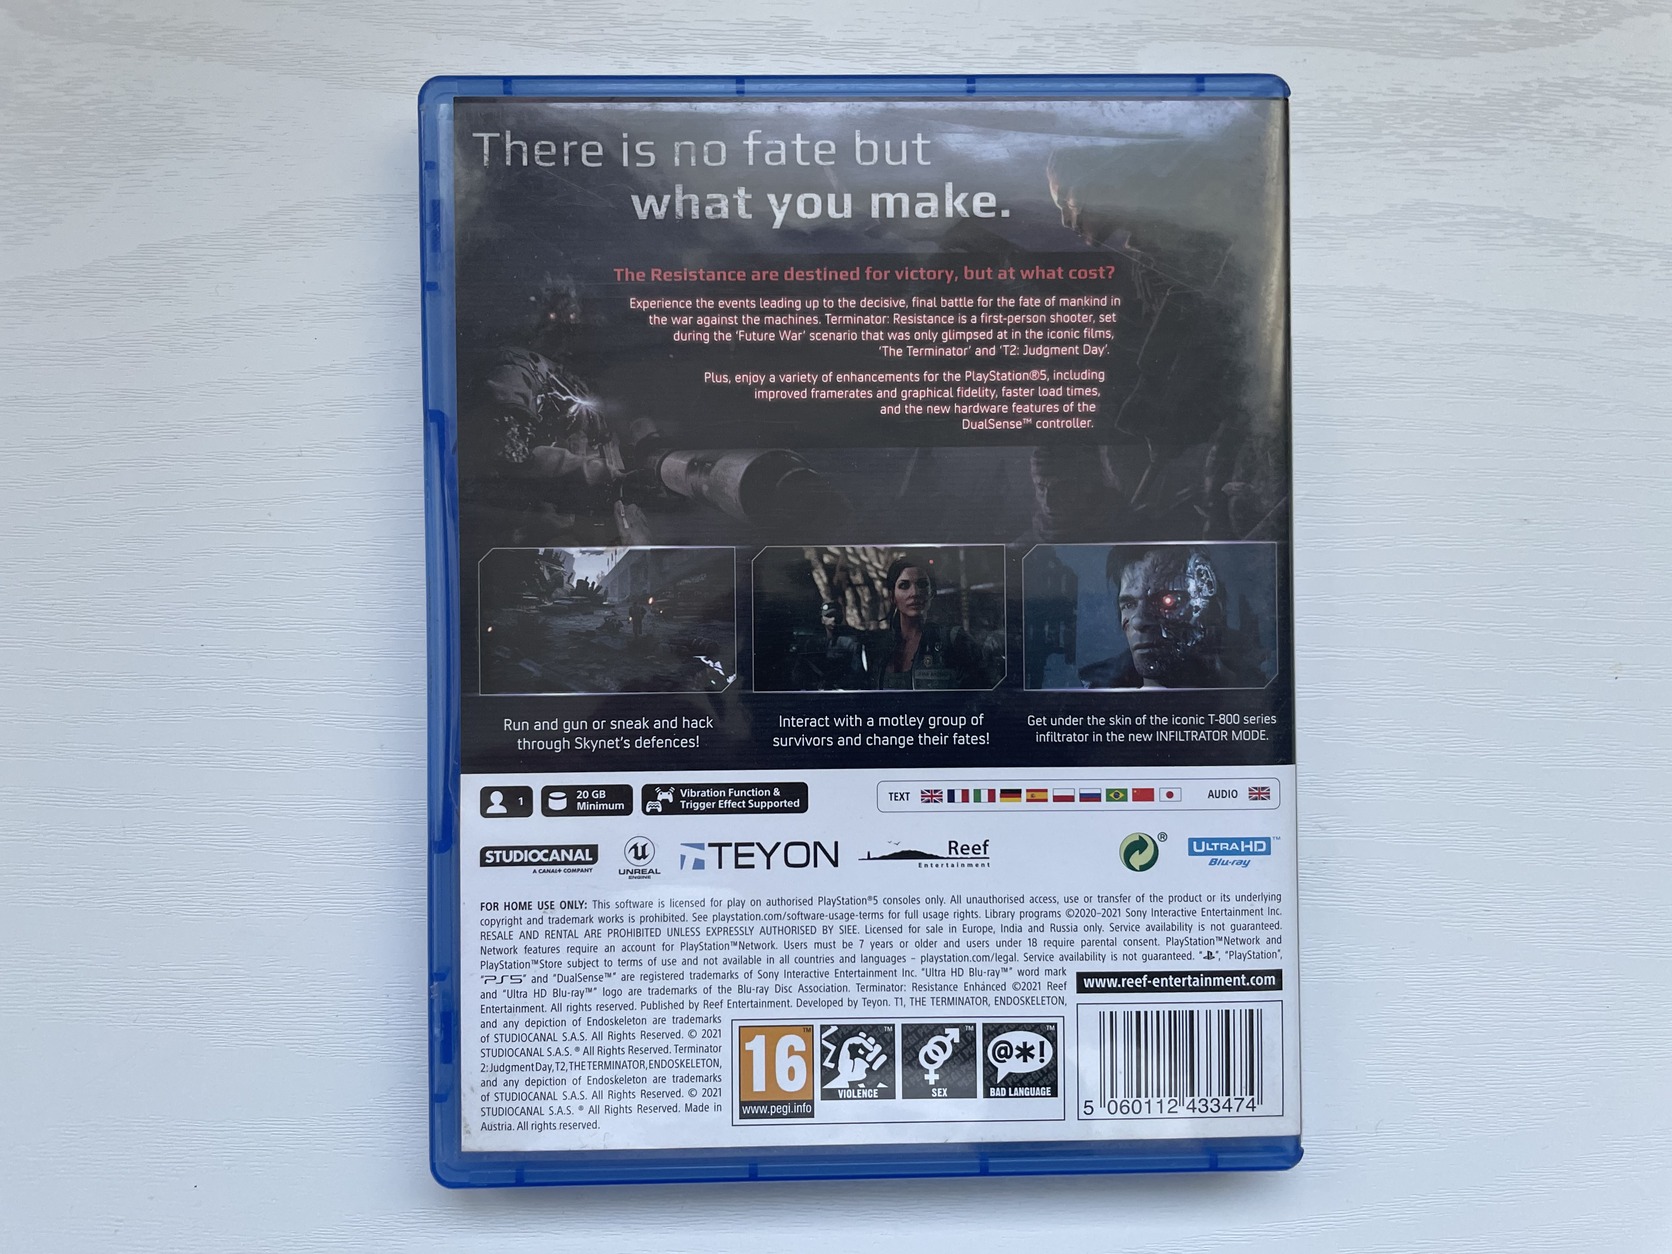 There is no fate but
what you make.
The Resistance are destined for victory, but at what cost?
Experience the events leading up to the decisive, final battle for the fate of mankind in
the war against the machines. Terminator: Resistance is a first-person shooter, set
during the 'Future War' scenario that was only glimpsed at in the iconic films,
'The Terminator' and 'T2: Judgment Day'.
Plus, enjoy a variety of enhancements for the PlayStation®5, including
improved framerates and graphical fidelity, faster load times,
and the new hardware features of the
DualSense™ controller.
Run and gun or sneak and hack
through Skynet's defences!
Interact with a motley group of
survivors and change their fates!
Get under the skin of the iconic T-800 series
infiltrator in the new INFILTRATOR MODE.
1
20 GB
Minimum
Vibration Function &
Trigger Effect Supported
TEXT
AUDIO
STUDIOCANAL
A CANAL+ COMPANY
UNREAL
ENGINE
TEYON
Reef
Entertainment
®
ULTRA HD™
Blu-ray
FOR HOME USE ONLY: This software is licensed for play on authorised PlayStation®5 consoles only. All unauthorised access, use or transfer of the product or its underlying
copyright and trademark works is prohibited. See playstation.com/software-usage-terms for full usage rights. Library programs ©2020-2021 Sony Interactive Entertainment Inc.
RESALE AND RENTAL ARE PROHIBITED UNLESS EXPRESSLY AUTHORISED BY SIEE. Licensed for sale in Europe, India and Russia only. Service availability is not guaranteed.
Network features require an account for PlayStation™Network. Users must be 7 years or older and users under 18 require parental consent. PlayStation™Network and
PlayStation™Store subject to terms of use and not available in all countries and languages – playstation.com/legal. Service availability is not guaranteed. "", "PlayStation",
"PS5" and "DualSense™" are registered trademarks of Sony Interactive Entertainment Inc. "Ultra HD Blu-ray™" word mark
and "Ultra HD Blu-ray™" logo are trademarks of the Blu-ray Disc Association. Terminator: Resistance Enhanced ©2021 Reef
Entertainment. All rights reserved. Published by Reef Entertainment. Developed by Teyon. T1, THE TERMINATOR, ENDOSKELETON,
and any depiction of Endoskeleton are trademarks
of STUDIOCANAL S.A.S. All Rights Reserved. © 2021
STUDIOCANAL S.A.S. ® All Rights Reserved. Terminator
2: Judgment Day, T2, THE TERMINATOR, ENDOSKELETON,
and any depiction of Endoskeleton are trademarks
of STUDIOCANAL S.A.S. All Rights Reserved. © 2021
STUDIOCANAL S.A.S. ® All Rights Reserved. Made in
Austria. All rights reserved.
www.reef-entertainment.com
16™
www.pegi.info
™
VIOLENCE
™
SEX
™
@*!
BAD LANGUAGE
5 060112 433474